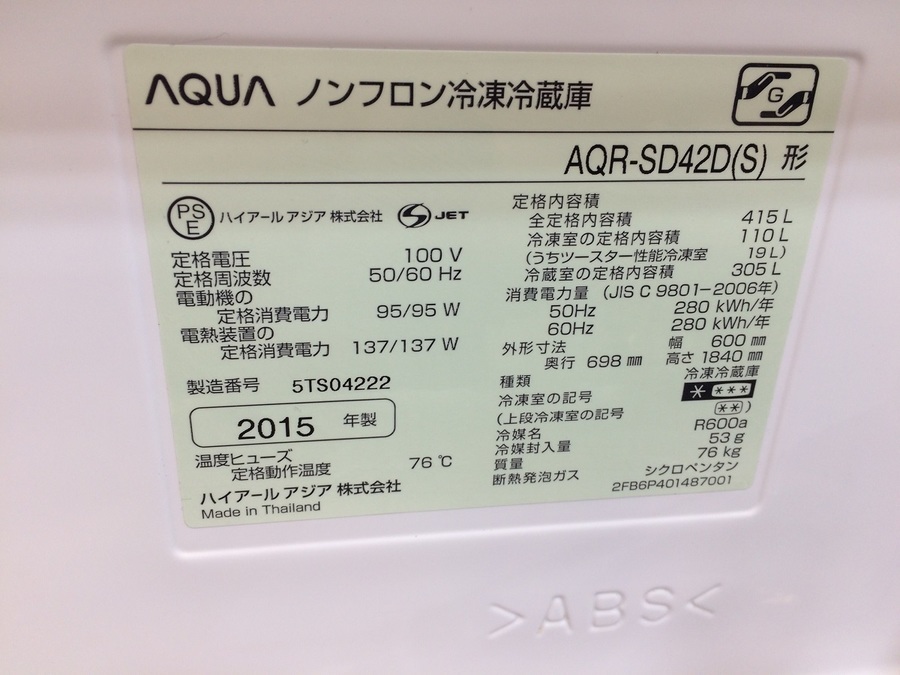 AQUA ノンフロン冷凍冷蔵庫
G
AQR-SD42D(S) 形
PS
E
ハイアール アジア 株式会社
S JET
定格電圧 100 V
定格周波数 50/60 Hz
電動機の
定格消費電力 95/95 W
電熱装置の
定格消費電力 137/137 W
製造番号 5TS04222
2015 年製
温度ヒューズ
定格動作温度 76 ℃
ハイアール アジア 株式会社
Made in Thailand
定格内容積
全定格内容積 415 L
冷凍室の定格内容積 110 L
(うちツースター性能冷凍室 19 L)
冷蔵室の定格内容積 305 L
消費電力量 (JIS C 9801-2006年)
50Hz 280 kWh/年
60Hz 280 kWh/年
外形寸法 幅 600 mm
奥行 698 mm 高さ 1840 mm
種類 冷凍冷蔵庫
冷凍室の記号 * ***
(上段冷凍室の記号 **)
冷媒名 R600a
冷媒封入量 53 g
質量 76 kg
断熱発泡ガス シクロペンタン
2FB6P401487001
>ABS<